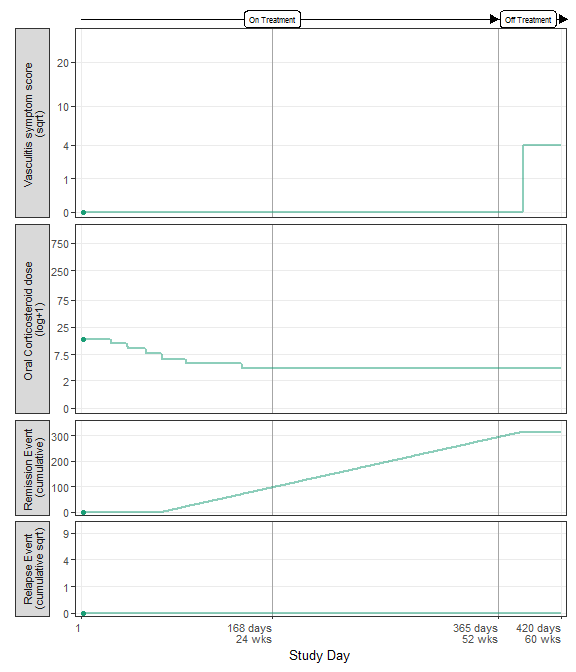 On Treatment
Off Treatment
Vasculitis symptom score
(sqrt)
20
10
4
1
0
Oral Corticosteroid dose
(log+1)
750
250
75
25
7.5
2
0
Remission Event
(cumulative)
300
200
100
0
Relapse Event
(cumulative sqrt)
9
4
1
0
1
168 days
24 wks
365 days
52 wks
420 days
60 wks
Study Day